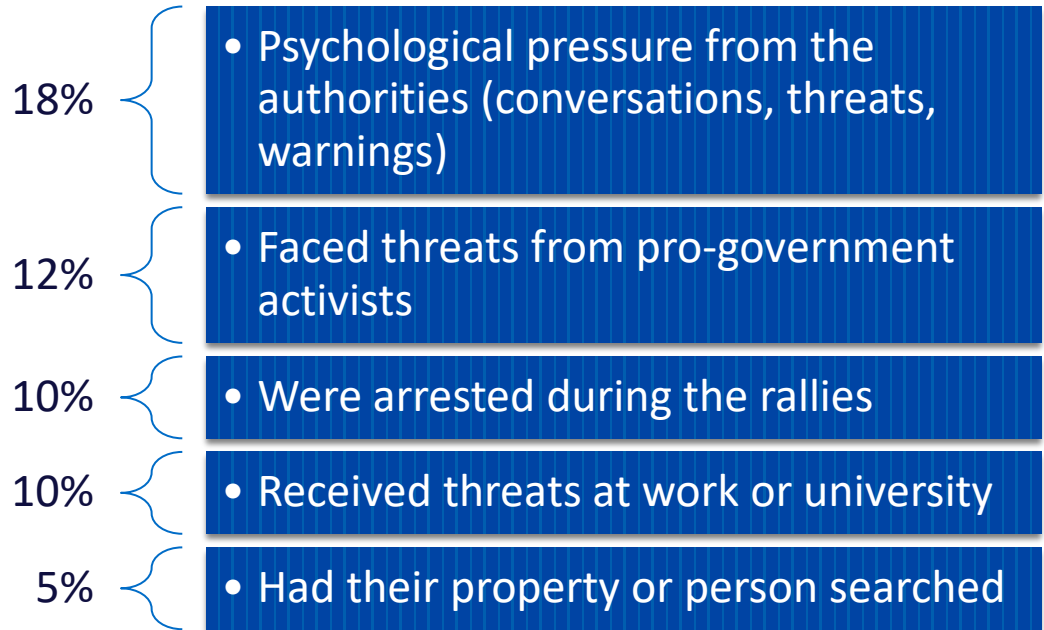 18%
• Psychological pressure from the
authorities (conversations, threats,
warnings)
12%
• Faced threats from pro-government
activists
10%
• Were arrested during the rallies
10%
• Received threats at work or university
5%
• Had their property or person searched